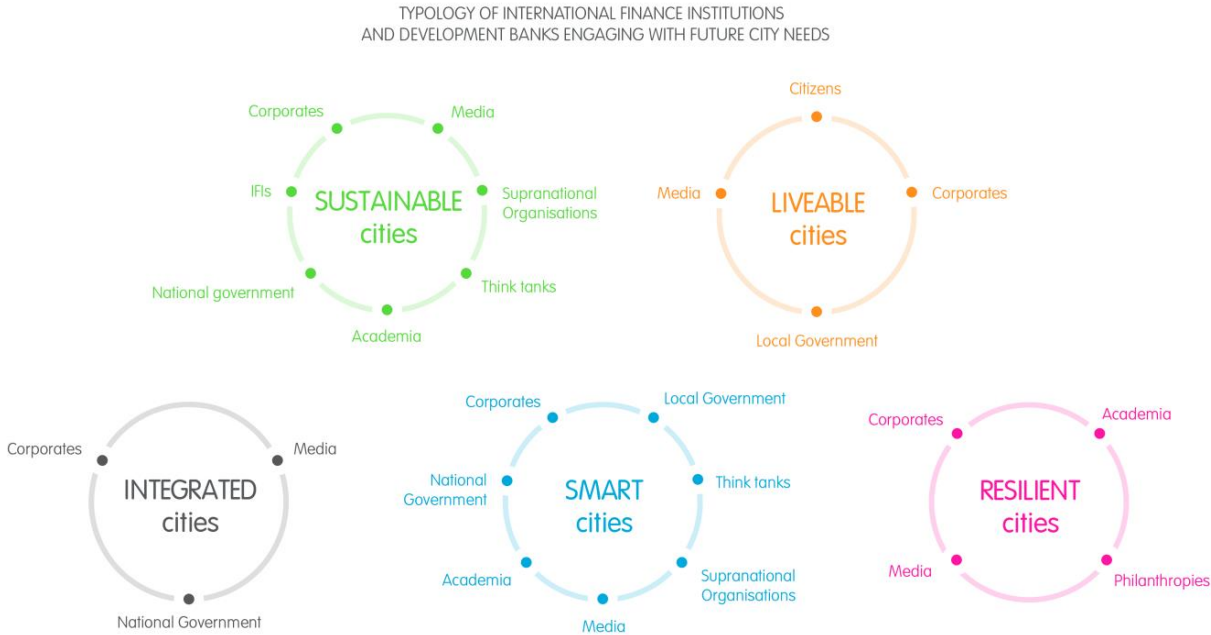 TYPOLOGY OF INTERNATIONAL FINANCE INSTITUTIONS
AND DEVELOPMENT BANKS ENGAGING WITH FUTURE CITY NEEDS
Corporates
Media
IFIs
SUSTAINABLE
cities
Supranational
Organisations
National government
Think tanks
Academia
Citizens
Media
LIVEABLE
cities
Corporates
Local Government
Corporates
Media
INTEGRATED
cities
National Government
Corporates
Local Government
National
Government
SMART
cities
Think tanks
Academia
Supranational
Organisations
Media
Corporates
Academia
RESILIENT
cities
Media
Philanthropies